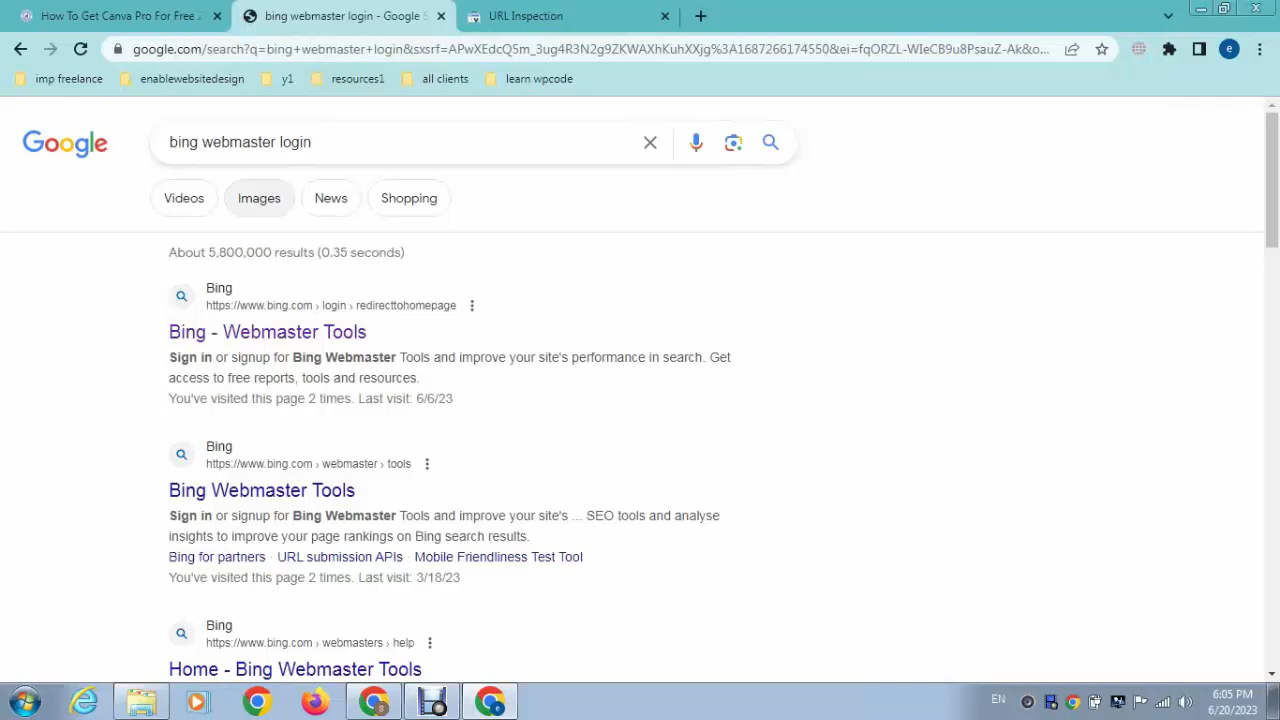 How To Get Canva Pro For Free
bing webmaster login - Google S
URL Inspection
google.com/search?q=bing+webmaster+login&sxsrf=APwXEdcQ5m_3ug4R3N2g9ZKWAXhKuhXXjg%3A1687266174550&ei=fqORZL-WIeCB9u8PsauZ-Ak&o...
e
imp freelance
enablewebsitedesign
y1
resources1
all clients
learn wpcode
Google
bing webmaster login
Videos
Images
News
Shopping
About 5,800,000 results (0.35 seconds)
Bing
https://www.bing.com › login › redirecttohomepage
Bing - Webmaster Tools
Sign in or signup for Bing Webmaster Tools and improve your site's performance in search. Get
access to free reports, tools and resources.
You've visited this page 2 times. Last visit: 6/6/23
Bing
https://www.bing.com › webmaster › tools
Bing Webmaster Tools
Sign in or signup for Bing Webmaster Tools and improve your site's ... SEO tools and analyse
insights to improve your page rankings on Bing search results.
Bing for partners · URL submission APIs · Mobile Friendliness Test Tool
You've visited this page 2 times. Last visit: 3/18/23
Bing
https://www.bing.com › webmasters › help
Home - Bing Webmaster Tools
EN
6:05 PM
6/20/2023